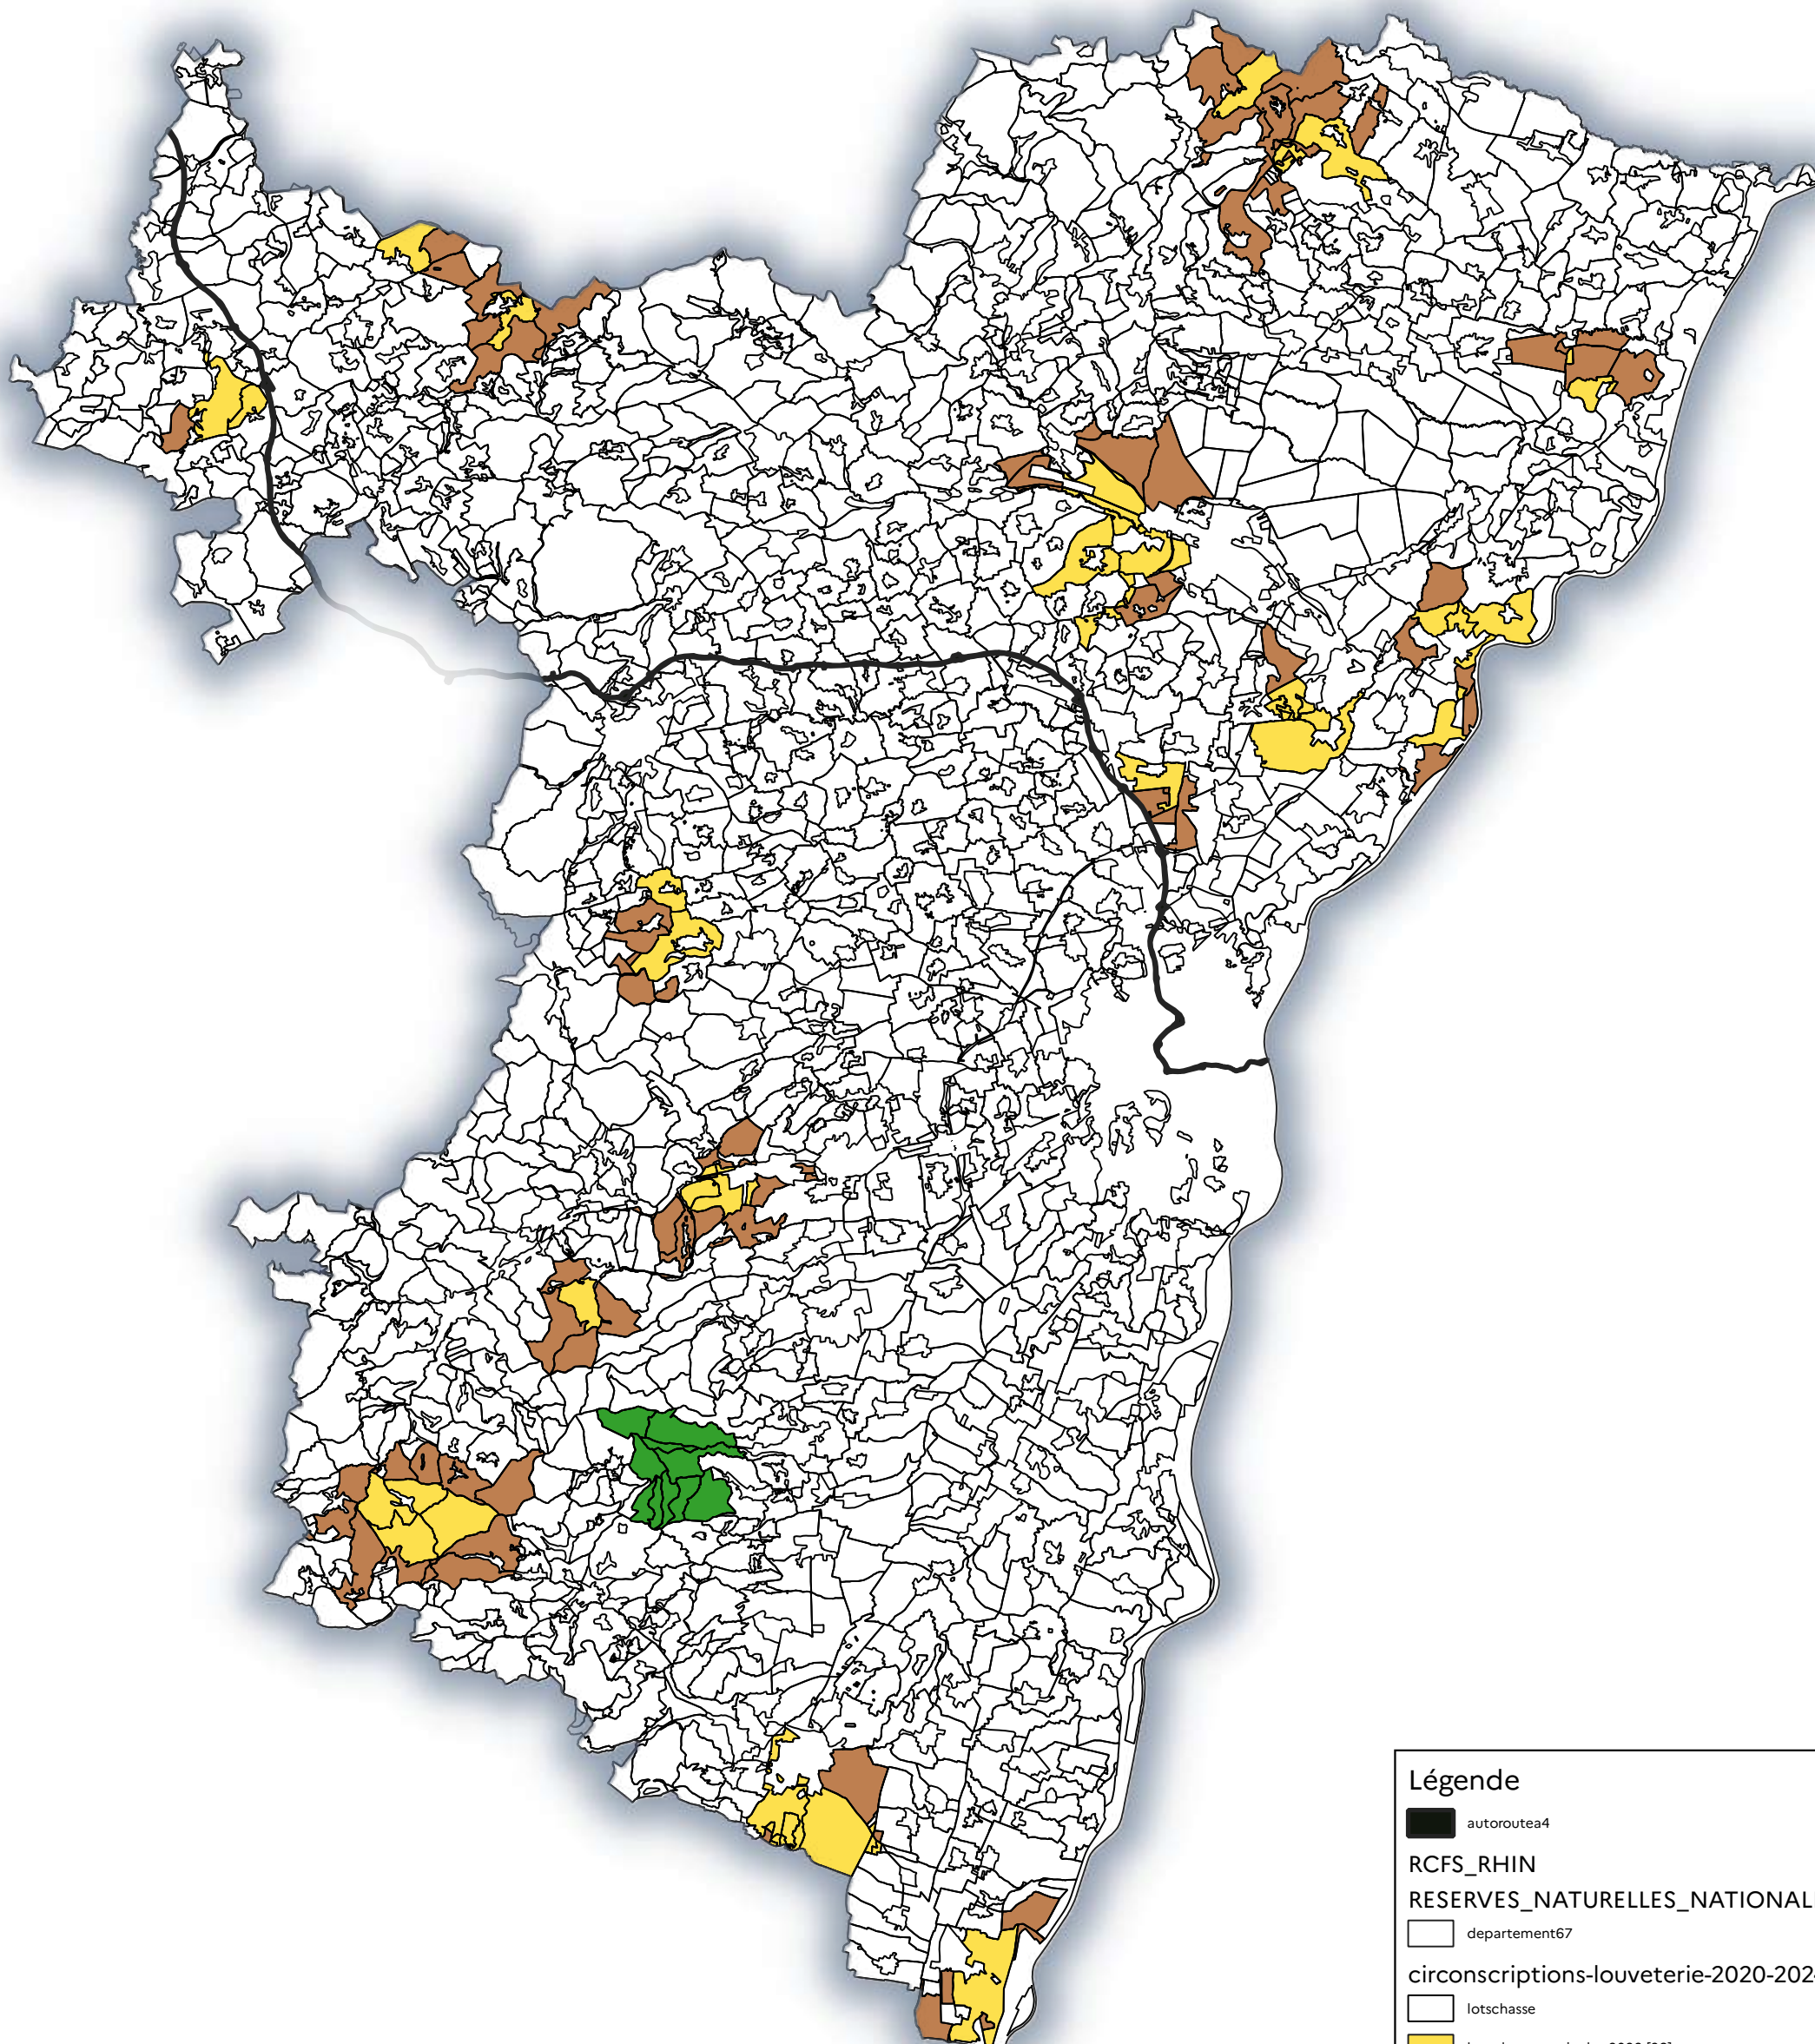 Légende
autoroutea4
RCFS_RHIN
RESERVES_NATURELLES_NATIONAL
departement67
circonscriptions-louveterie-2020-202
lotschasse